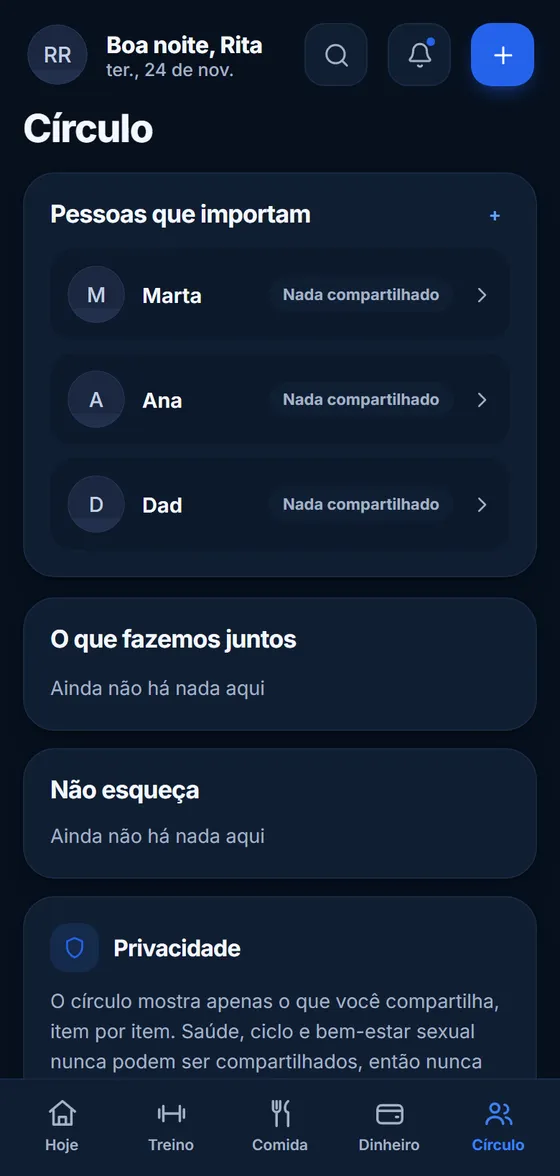 RR
Boa noite, Rita
ter., 24 de nov.
Círculo
Pessoas que importam
+
M
Marta
Nada compartilhado
A
Ana
Nada compartilhado
D
Dad
Nada compartilhado
O que fazemos juntos
Ainda não há nada aqui
Não esqueça
Ainda não há nada aqui
Privacidade
O círculo mostra apenas o que você compartilha,
item por item. Saúde, ciclo e bem-estar sexual
nunca podem ser compartilhados, então nunca
Hoje
Treino
Comida
Dinheiro
Círculo